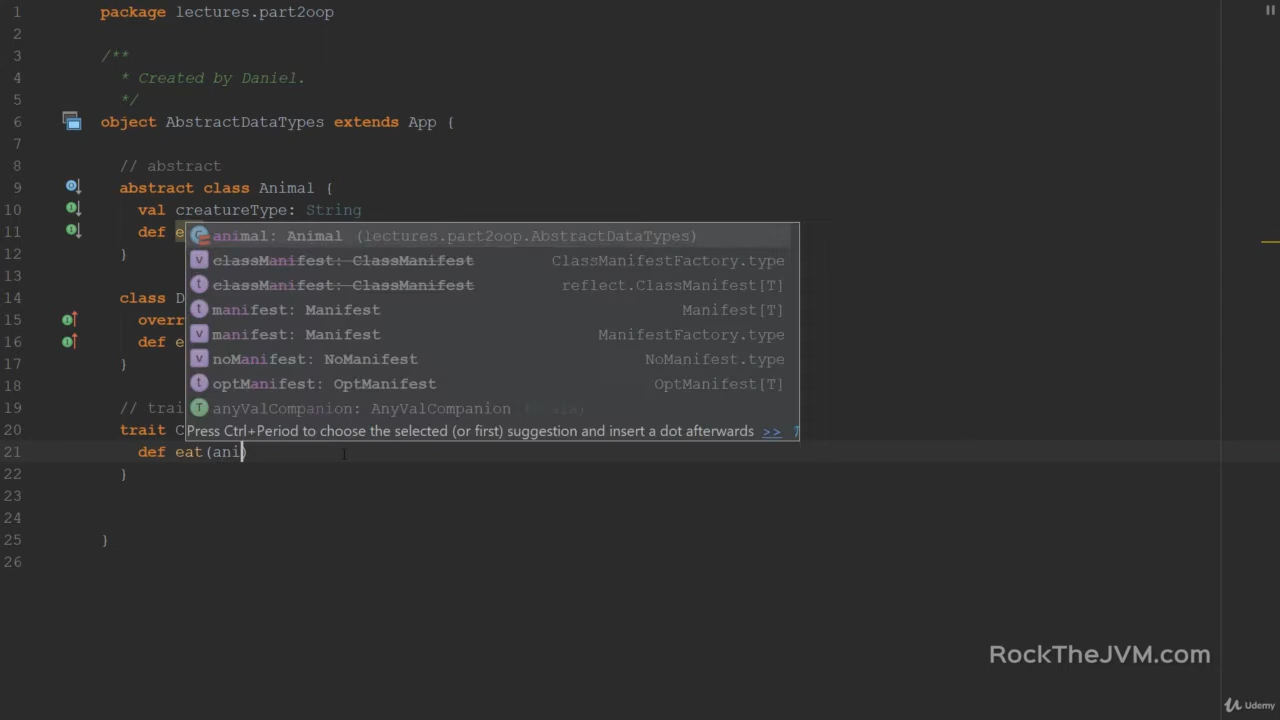 1 package lectures.part2oop
2
3 /**
4 * Created by Daniel.
5 */
6 object AbstractDataTypes extends App {
7
8 // abstract
9 abstract class Animal {
10 val creatureType: String
11 def e
animal: Animal (lectures.part2oop.AbstractDataTypes)
12 }
classManifest: ClassManifest ClassManifestFactory.type
13
classManifest: ClassManifest reflect.ClassManifest[T]
14 class D
manifest: Manifest Manifest[T]
15 overr
manifest: Manifest ManifestFactory.type
16 def e
noManifest: NoManifest NoManifest.type
17 }
optManifest: OptManifest OptManifest[T]
18
19 // trai
anyValCompanion: AnyValCompanion
20 trait C
Press Ctrl+Period to choose the selected (or first) suggestion and insert a dot afterwards >>
21 def eat(ani)
22 }
23
24
25 }
26
RockTheJVM.com
Udemy